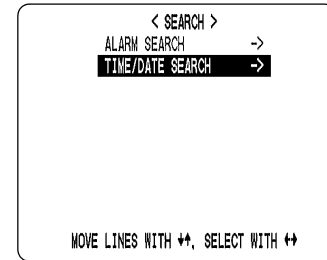 < SEARCH >
ALARM SEARCH ->
TIME/DATE SEARCH ->
MOVE LINES WITH ↓↑, SELECT WITH ←→